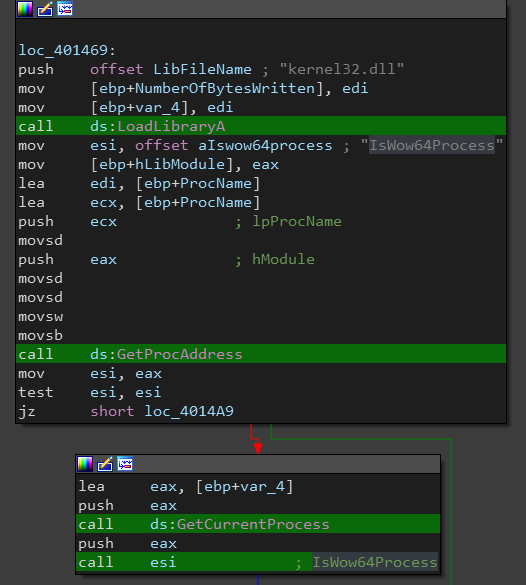 loc_401469:
push offset LibFileName ; "kernel32.dll"
mov [ebp+NumberOfBytesWritten], edi
mov [ebp+var_4], edi
call ds:LoadLibraryA
mov esi, offset aIswow64process ; "IsWow64Process"
mov [ebp+hLibModule], eax
lea edi, [ebp+ProcName]
lea ecx, [ebp+ProcName]
push ecx ; lpProcName
movsd
push eax ; hModule
movsd
movsd
movsw
movsb
call ds:GetProcAddress
mov esi, eax
test esi, esi
jz short loc_4014A9
lea eax, [ebp+var_4]
push eax
call ds:GetCurrentProcess
push eax
call esi ; IsWow64Process